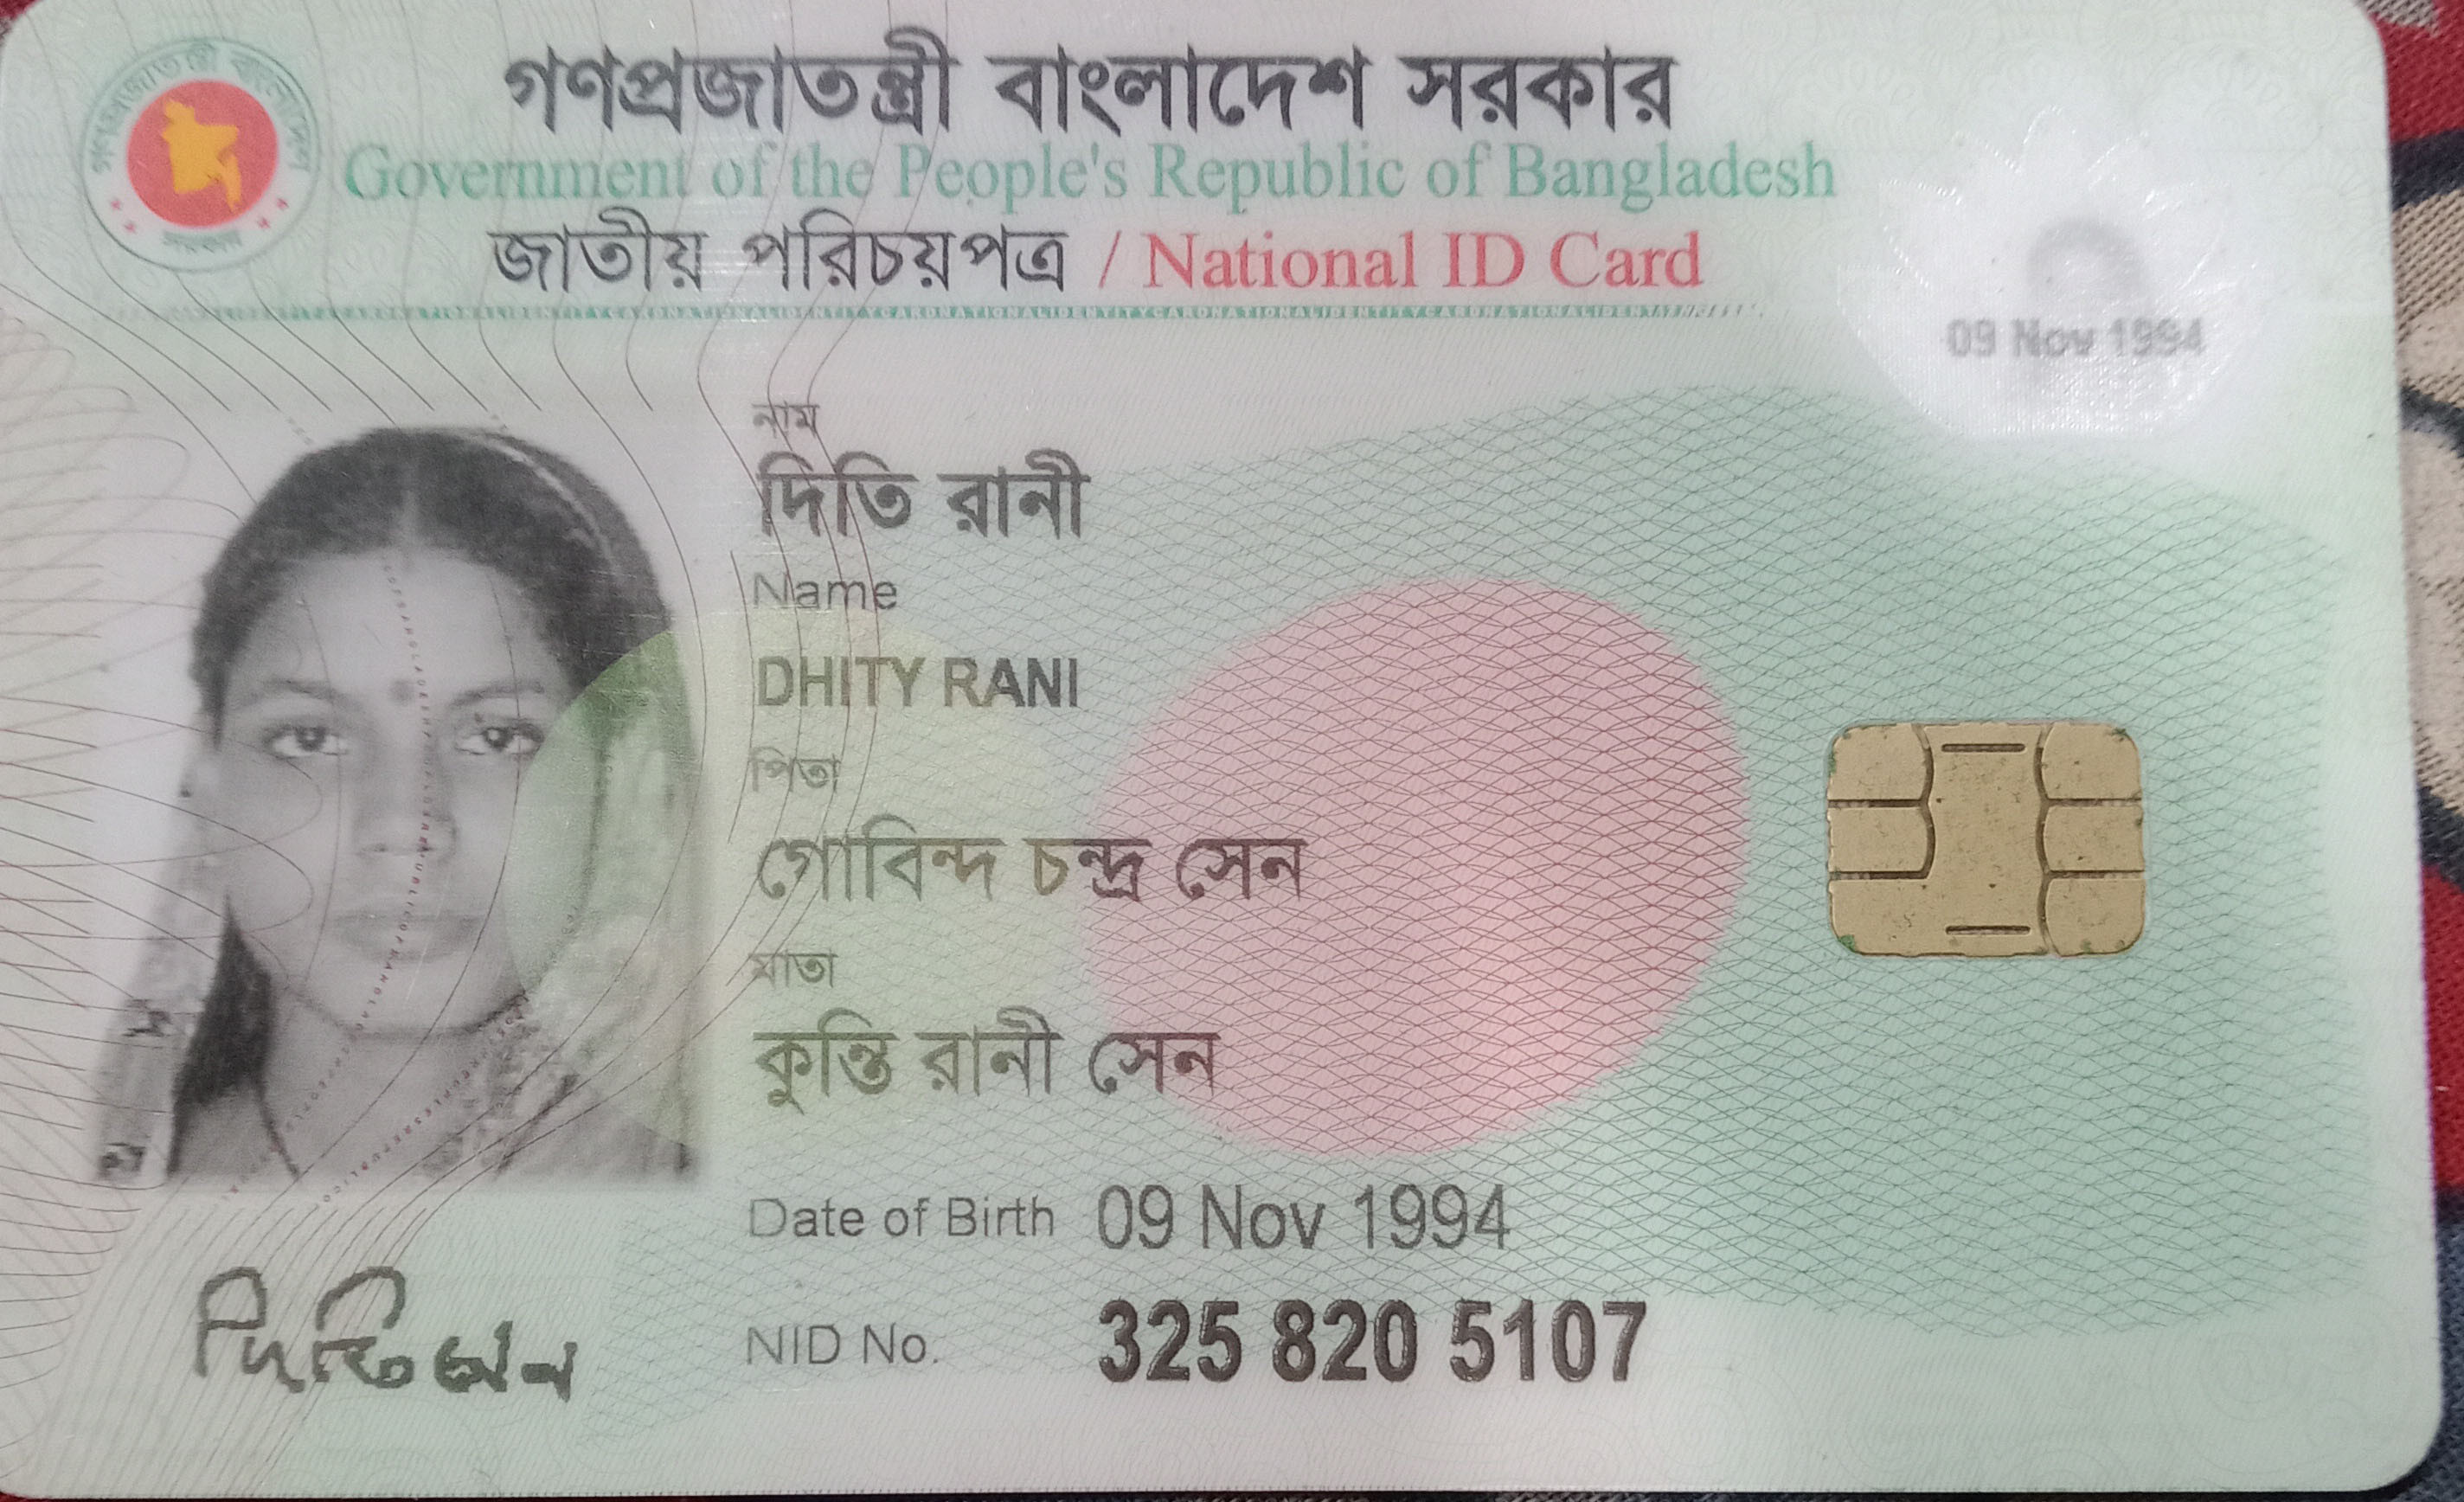 গণপ্রজাতন্ত্রী বাংলাদেশ সরকার
Government of the People's Republic of Bangladesh
জাতীয় পরিচয়পত্র / National ID Card
09 Nov 1994
নাম
দিতি রানী
Name
DHITY RANI
পিতা
গোবিন্দ চন্দ্র সেন
মাতা
কুন্তি রানী সেন
Date of Birth 09 Nov 1994
NID No. 325 820 5107
দিতি সেন